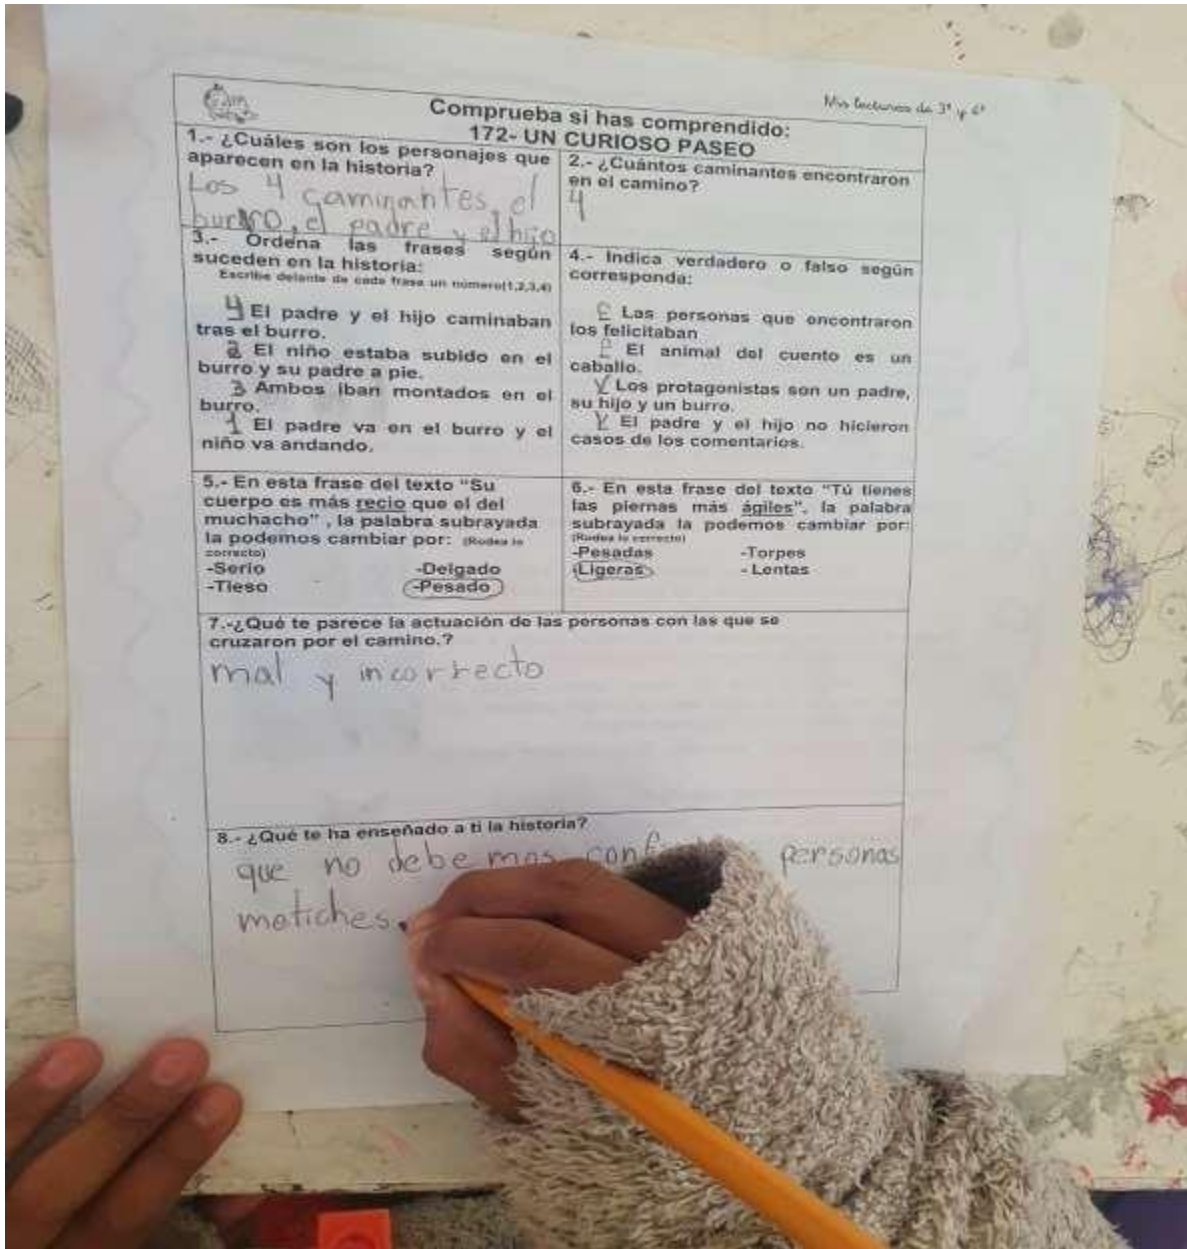 Mis lecturas de 3º y 4º
Comprueba si has comprendido:
172- UN CURIOSO PASEO
1.- ¿Cuáles son los personajes que
aparecen en la historia?
Los 4 caminantes, el
burro, el padre y el hijo
2.- ¿Cuántos caminantes encontraron
en el camino?
4
3.- Ordena las frases según
suceden en la historia:
Escribe delante de cada frase un número(1,2,3,4)
4 El padre y el hijo caminaban
tras el burro.
2 El niño estaba subido en el
burro y su padre a pie.
3 Ambos iban montados en el
burro.
1 El padre va en el burro y el
niño va andando.
4.- Indica verdadero o falso según
corresponda:
F Las personas que encontraron
los felicitaban
F El animal del cuento es un
caballo.
V Los protagonistas son un padre,
su hijo y un burro.
V El padre y el hijo no hicieron
casos de los comentarios.
5.- En esta frase del texto "Su
cuerpo es más recio que el del
muchacho" , la palabra subrayada
la podemos cambiar por: (Rodea lo
correcto)
-Serio -Delgado
-Tieso -Pesado
6.- En esta frase del texto "Tú tienes
las piernas más ágiles", la palabra
subrayada la podemos cambiar por:
(Rodea lo correcto)
-Pesadas -Torpes
-Ligeras - Lentas
7.-¿Qué te parece la actuación de las personas con las que se
cruzaron por el camino.?
mal y incorrecto
8.- ¿Qué te ha enseñado a ti la historia?
que no debemos personas
metiches.